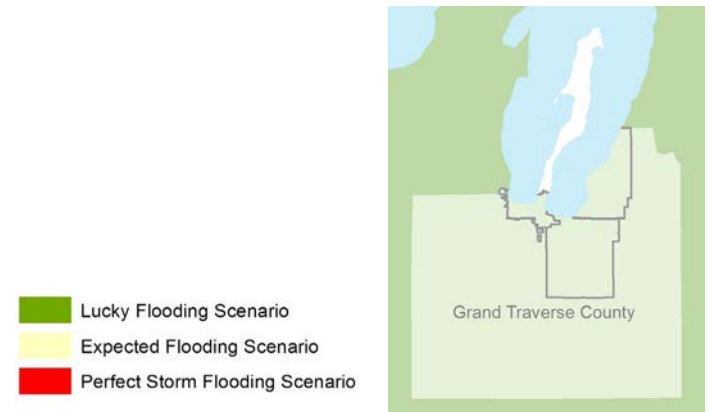 Lucky Flooding Scenario
Expected Flooding Scenario
Perfect Storm Flooding Scenario
Grand Traverse County